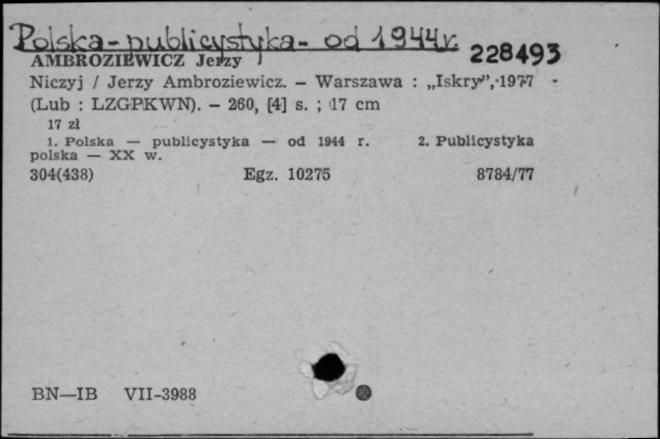 Polska - publicystyka - od 1944 r.
228493
AMBROZIEWICZ Jerzy
Niczyj / Jerzy Ambroziewicz. — Warszawa : „Iskry”, 1977
(Lub : LZGPKWN). — 260, [4] s. ; 17 cm
17 zł
1. Polska — publicystyka — od 1944 r. 2. Publicystyka
polska — XX w.
304(438) Egz. 10275 8784/77
BN—IB VII-3988